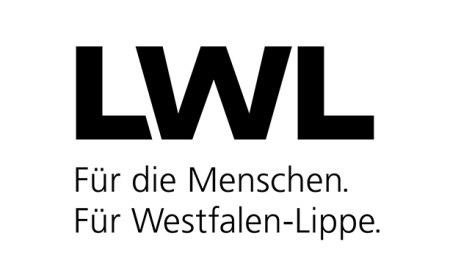 LWL
Für die Menschen.
Für Westfalen-Lippe.